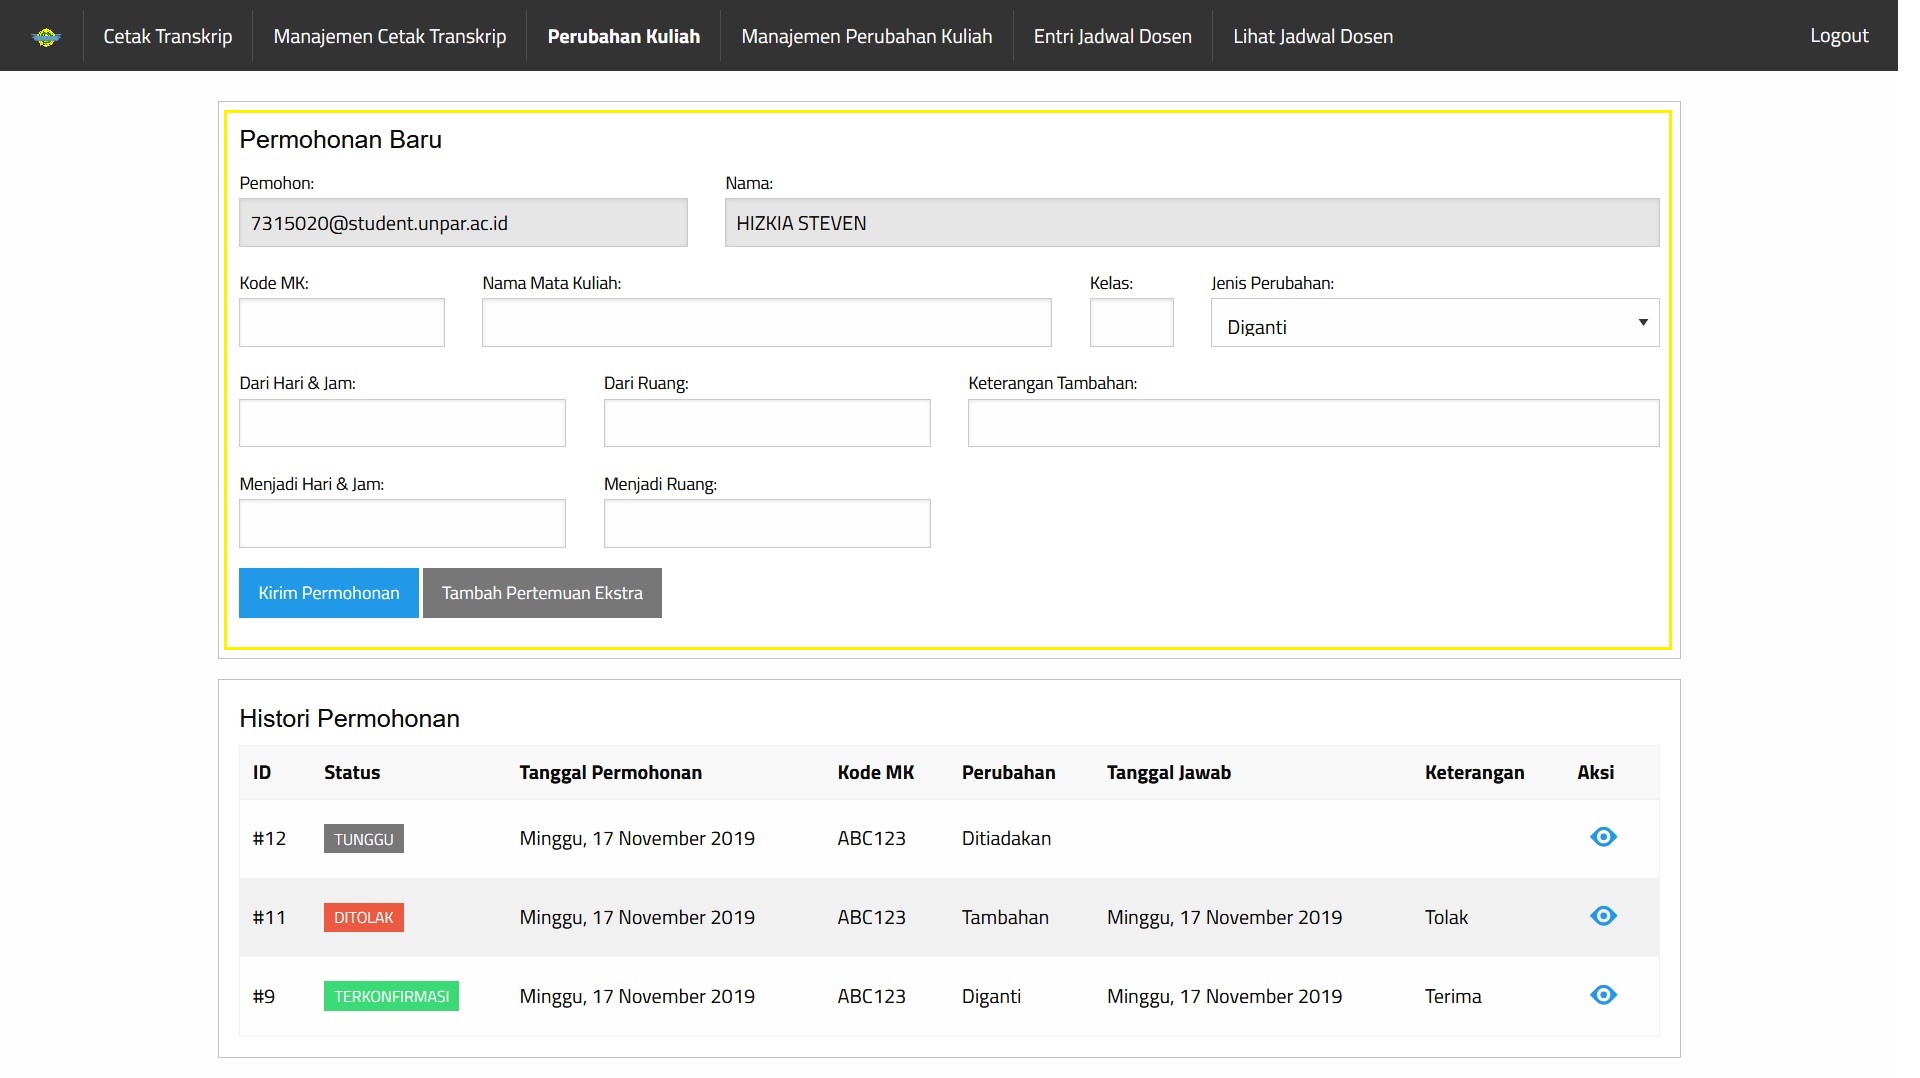 Cetak Transkrip Manajemen Cetak Transkrip Perubahan Kuliah Manajemen Perubahan Kuliah Entri Jadwal Dosen Lihat Jadwal Dosen Logout
Permohonan Baru
Pemohon: Nama:
7315020@student.unpar.ac.id HIZKIA STEVEN
Kode MK: Nama Mata Kuliah: Kelas: Jenis Perubahan:
Diganti
Dari Hari & Jam: Dari Ruang: Keterangan Tambahan:
Menjadi Hari & Jam: Menjadi Ruang:
Kirim Permohonan Tambah Pertemuan Ekstra
Histori Permohonan
ID Status Tanggal Permohonan Kode MK Perubahan Tanggal Jawab Keterangan Aksi
#12 TUNGGU Minggu, 17 November 2019 ABC123 Ditiadakan
#11 DITOLAK Minggu, 17 November 2019 ABC123 Tambahan Minggu, 17 November 2019 Tolak
#9 TERKONFIRMASI Minggu, 17 November 2019 ABC123 Diganti Minggu, 17 November 2019 Terima